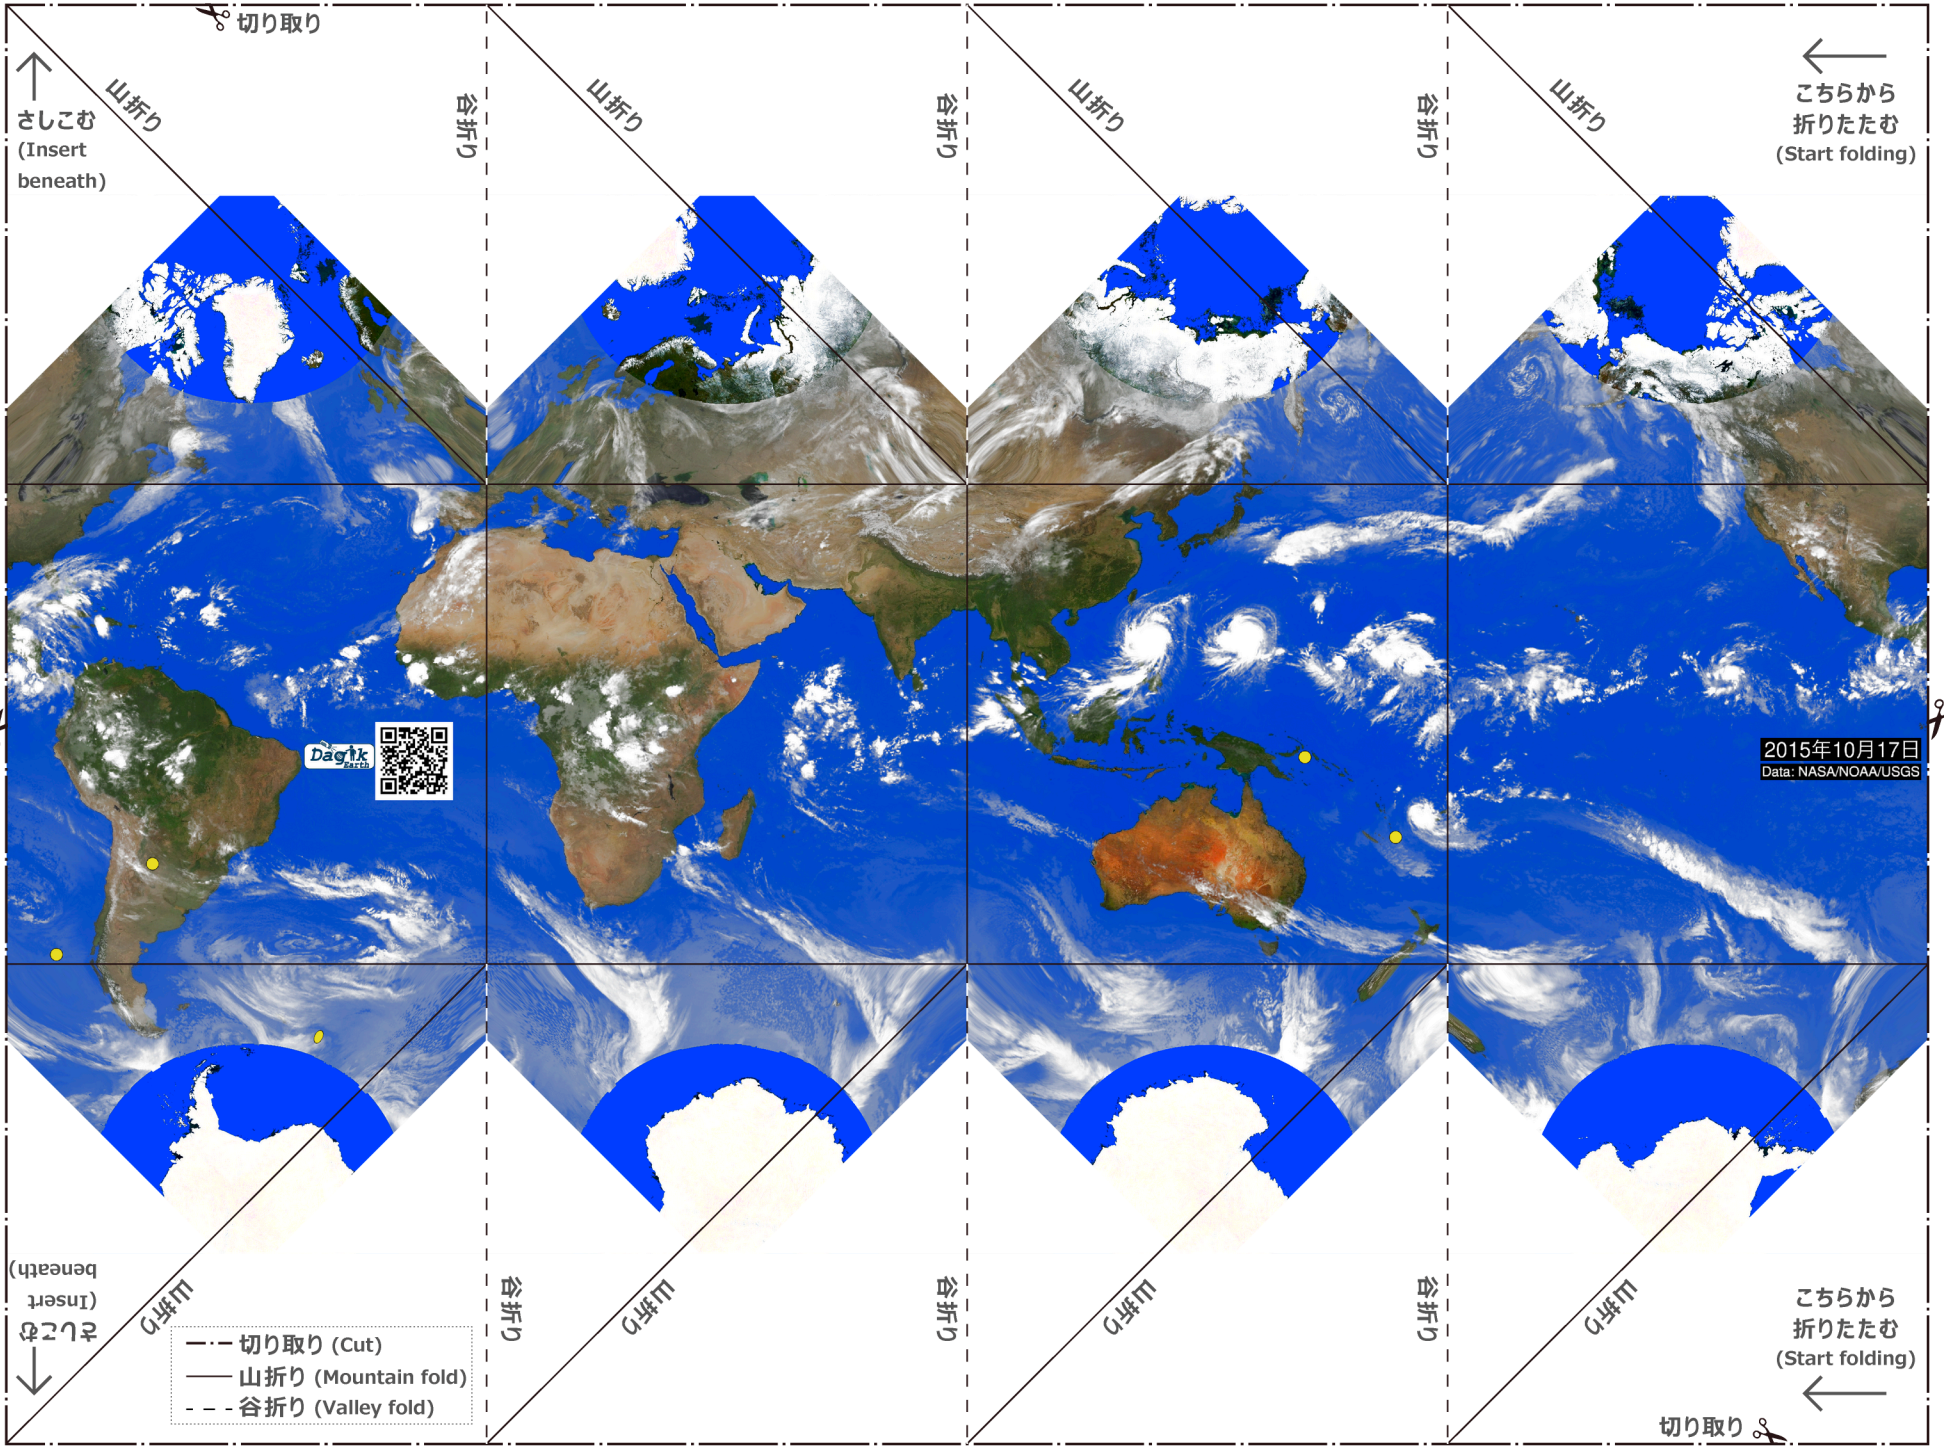 切り取り
山折り
谷折り
山折り
谷折り
山折り
谷折り
山折り
さしこむ
(Insert
beneath)
こちらから
折りたたむ
(Start folding)
Dagik
Earth
2015年10月17日
Data: NASA/NOAA/USGS
さしこむ
(Insert
beneath)
山折り
谷折り
山折り
谷折り
山折り
谷折り
山折り
こちらから
折りたたむ
(Start folding)
切り取り (Cut)
山折り (Mountain fold)
谷折り (Valley fold)
切り取り